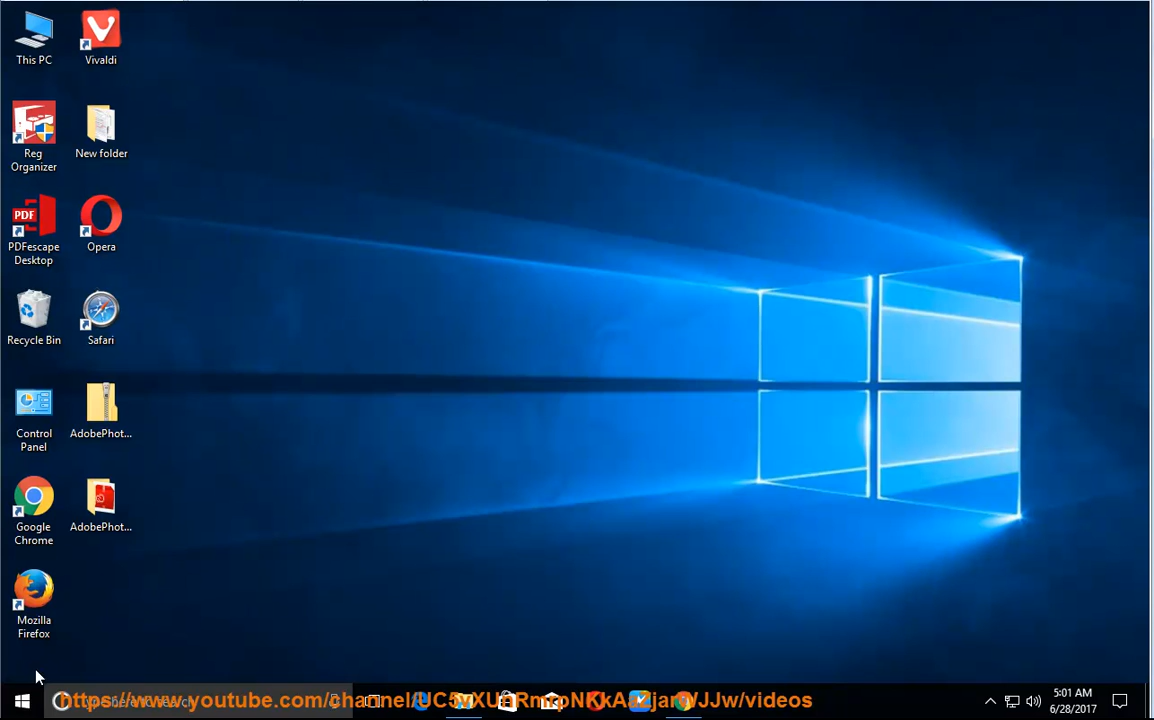 This PC
Vivaldi
Reg
Organizer
New folder
PDF
PDFescape
Desktop
Opera
Recycle Bin
Safari
Control
Panel
AdobePhot...
Google
Chrome
AdobePhot...
Mozilla
Firefox
5:01 AM
6/28/2017